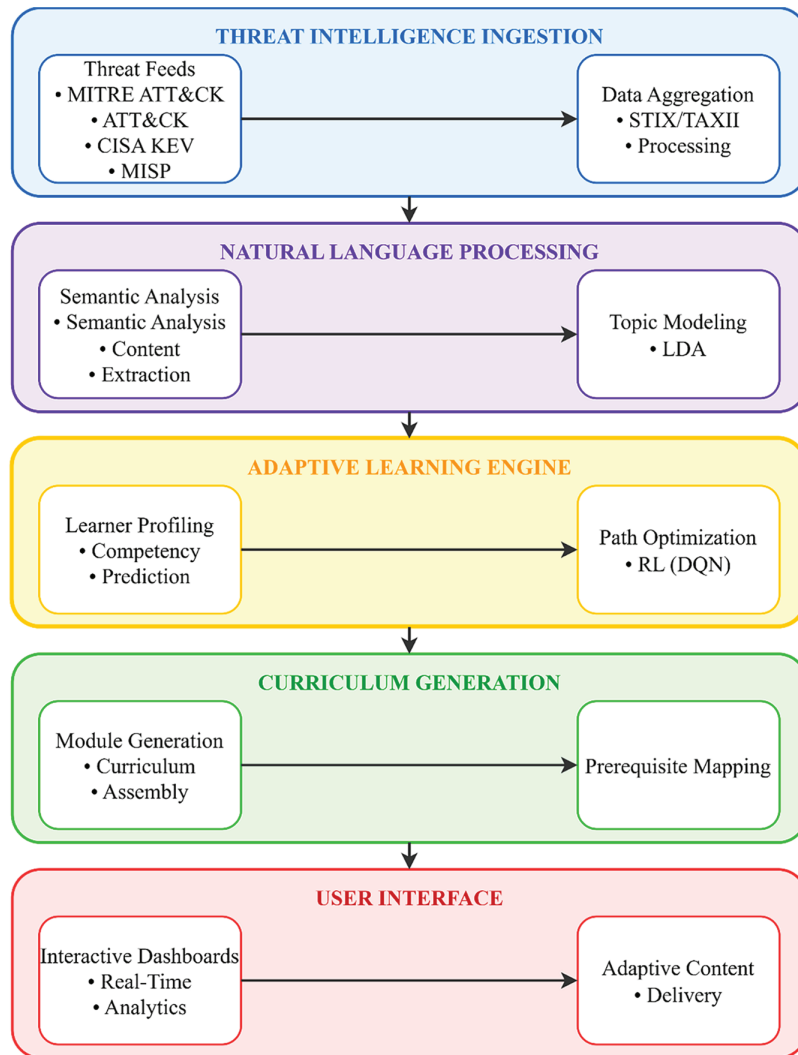 THREAT INTELLIGENCE INGESTION
Threat Feeds
• MITRE ATT&CK
• ATT&CK
• CISA KEV
• MISP
Data Aggregation
• STIX/TAXII
• Processing
NATURAL LANGUAGE PROCESSING
Semantic Analysis
• Semantic Analysis
• Content
• Extraction
Topic Modeling
• LDA
ADAPTIVE LEARNING ENGINE
Learner Profiling
• Competency
• Prediction
Path Optimization
• RL (DQN)
CURRICULUM GENERATION
Module Generation
• Curriculum
• Assembly
Prerequisite Mapping
USER INTERFACE
Interactive Dashboards
• Real-Time
• Analytics
Adaptive Content
• Delivery